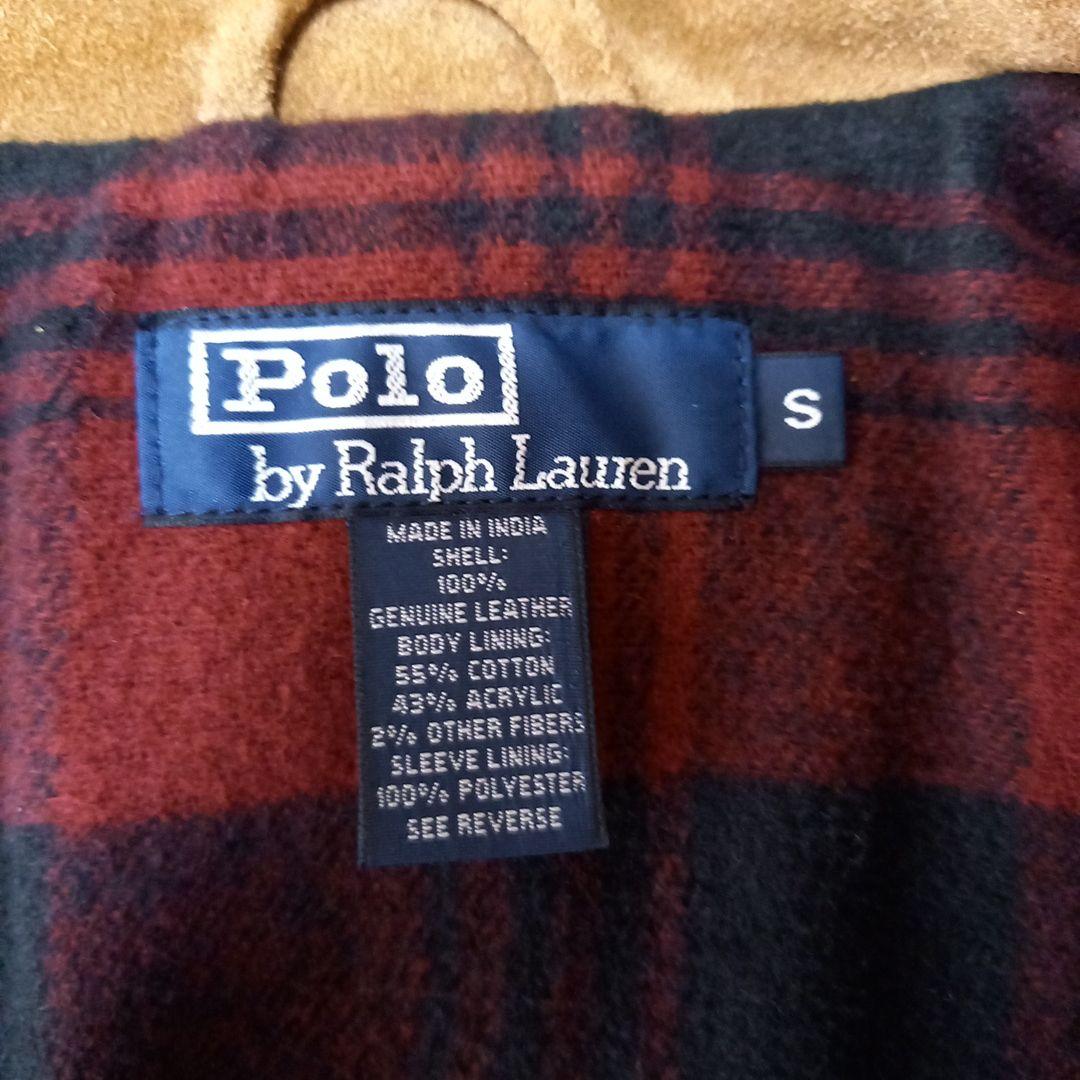 Polo
by Ralph Lauren
S
MADE IN INDIA
SHELL:
100%
GENUINE LEATHER
BODY LINING:
55% COTTON
43% ACRYLIC
2% OTHER FIBERS
SLEEVE LINING:
100% POLYESTER
SEE REVERSE